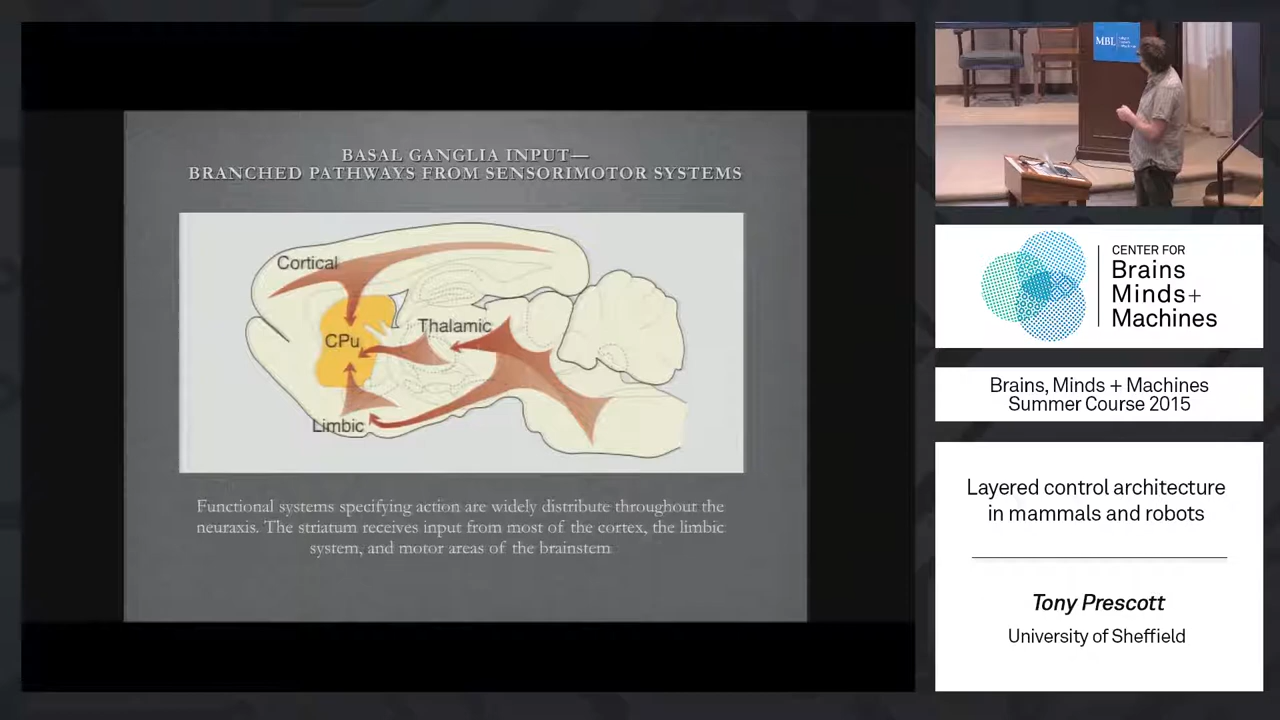 BASAL GANGLIA INPUT—
BRANCHED PATHWAYS FROM SENSORIMOTOR SYSTEMS
Cortical
CPu
Thalamic
Limbic
Functional systems specifying action are widely distribute throughout the
neuraxis. The striatum receives input from most of the cortex, the limbic
system, and motor areas of the brainstem
MBL
CENTER FOR
Brains
Minds+
Machines
Brains, Minds + Machines
Summer Course 2015
Layered control architecture
in mammals and robots
Tony Prescott
University of Sheffield